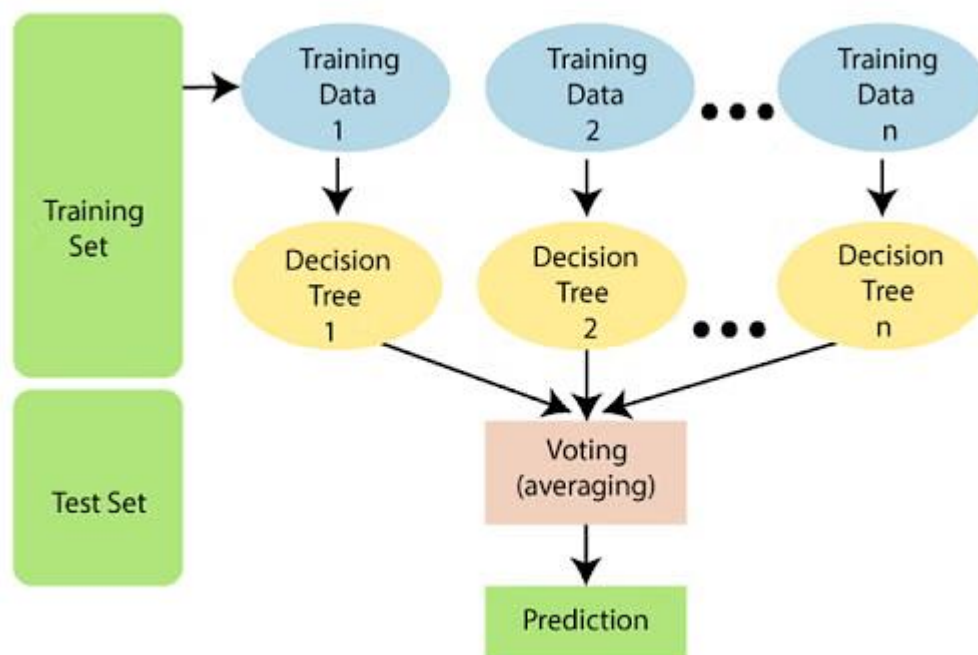 Training
Data
1
Training
Data
2
Training
Data
n
Training
Set
Decision
Tree
1
Decision
Tree
2
Decision
Tree
n
Test Set
Voting
(averaging)
Prediction